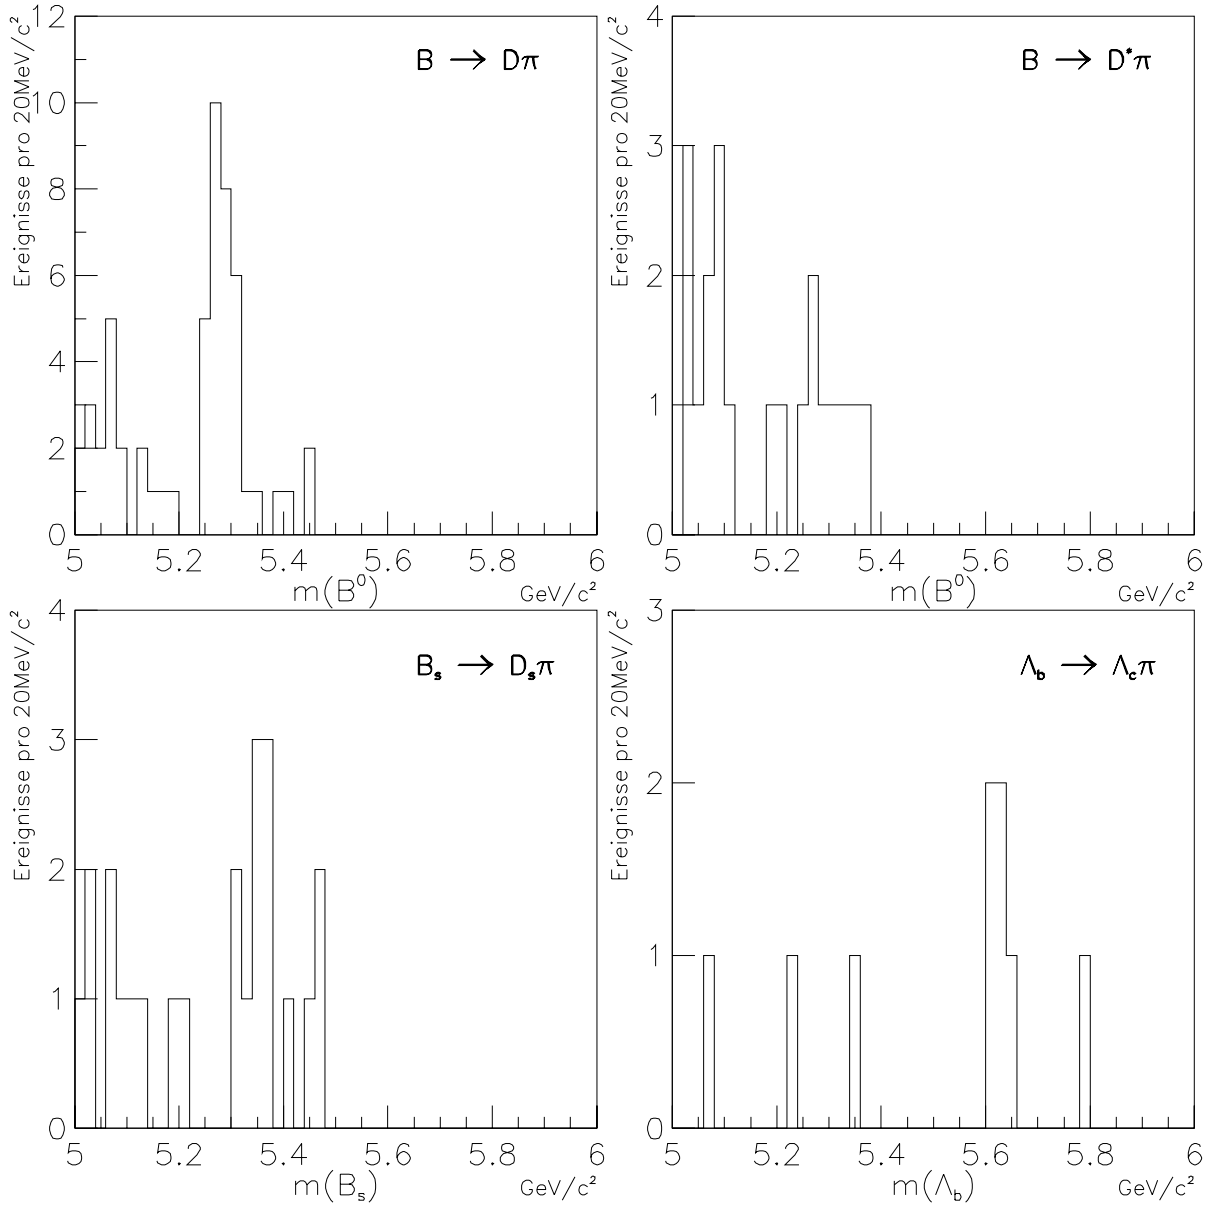 Ereignisse pro 20MeV/c²
12
10
8
6
4
2
0
B → Dπ
5 5.2 5.4 5.6 5.8 6
m(B⁰) GeV/c²
Ereignisse pro 20MeV/c²
4
3
2
1
0
B → D*π
5 5.2 5.4 5.6 5.8 6
m(B⁰) GeV/c²
Ereignisse pro 20MeV/c²
4
3
2
1
0
Bₛ → Dₛπ
5 5.2 5.4 5.6 5.8 6
m(Bₛ) GeV/c²
Ereignisse pro 20MeV/c²
3
2
1
0
Λb → Λcπ
5 5.2 5.4 5.6 5.8 6
m(Λb) GeV/c²